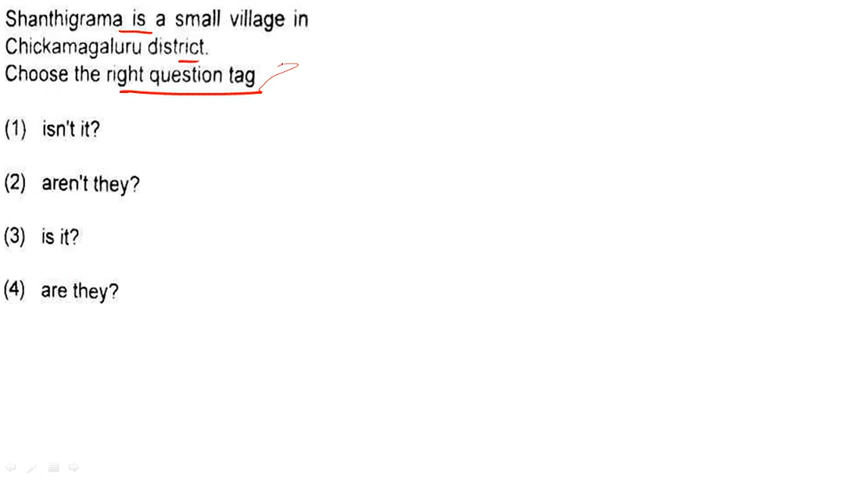 Shanthigrama is a small village in
Chickamagaluru district.
Choose the right question tag
(1) isn't it?
(2) aren't they?
(3) is it?
(4) are they?